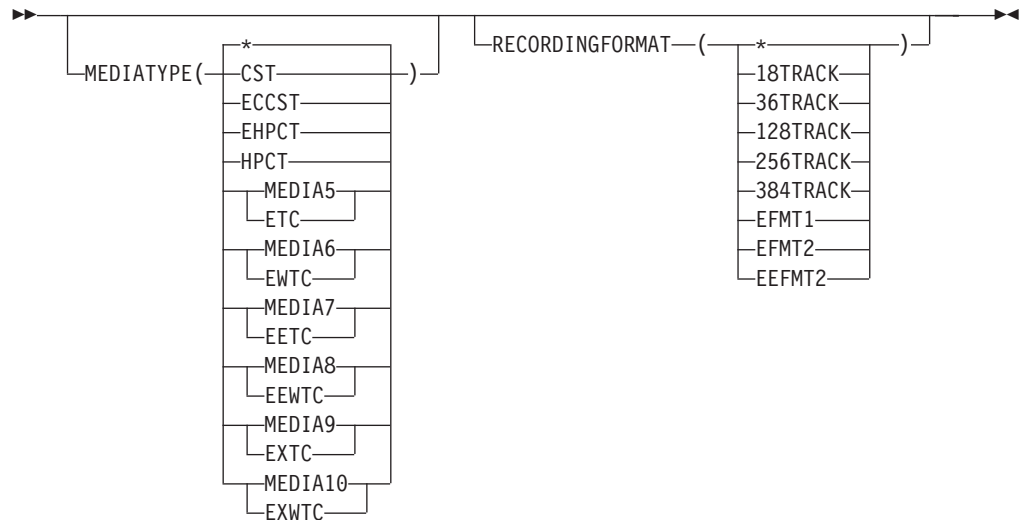 MEDIATYPE( * )
CST
ECCST
EHPCT
HPCT
MEDIA5
ETC
MEDIA6
EWTC
MEDIA7
EETC
MEDIA8
EEWTC
MEDIA9
EXTC
MEDIA10
EXWTC
RECORDINGFORMAT ( * )
18TRACK
36TRACK
128TRACK
256TRACK
384TRACK
EFMT1
EFMT2
EEFMT2